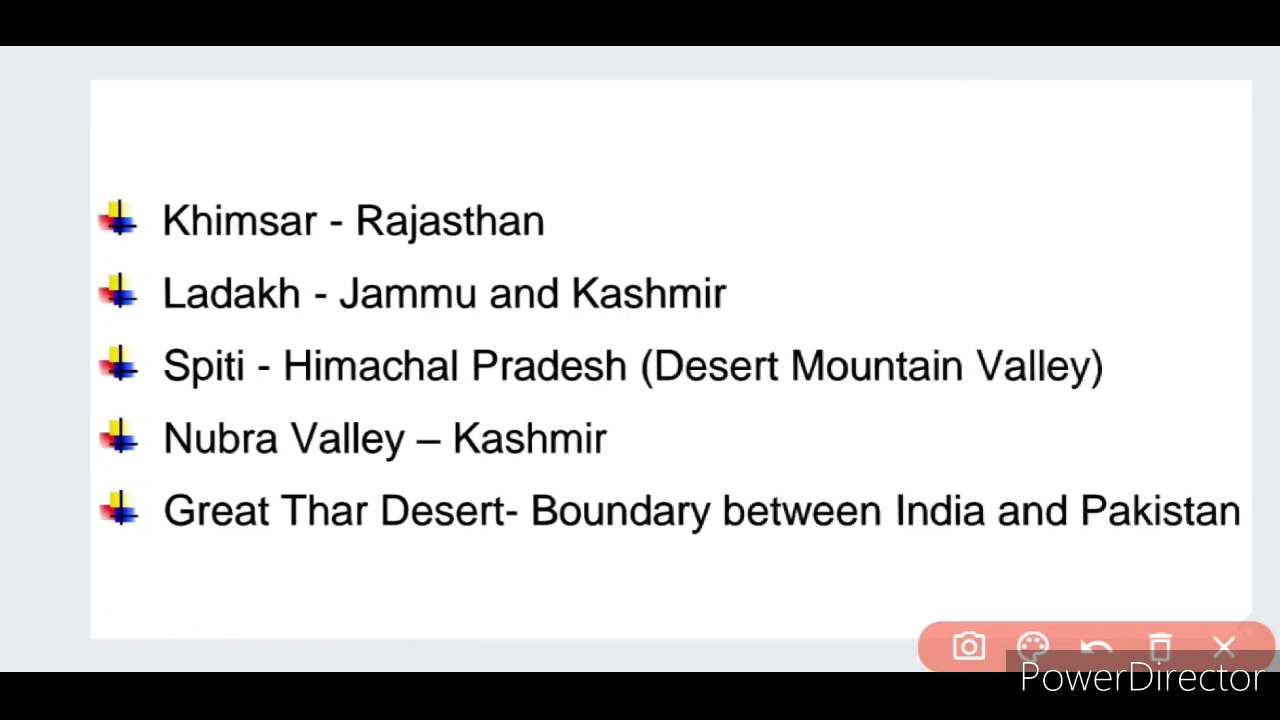 Khimsar - Rajasthan
Ladakh - Jammu and Kashmir
Spiti - Himachal Pradesh (Desert Mountain Valley)
Nubra Valley – Kashmir
Great Thar Desert- Boundary between India and Pakistan
PowerDirector